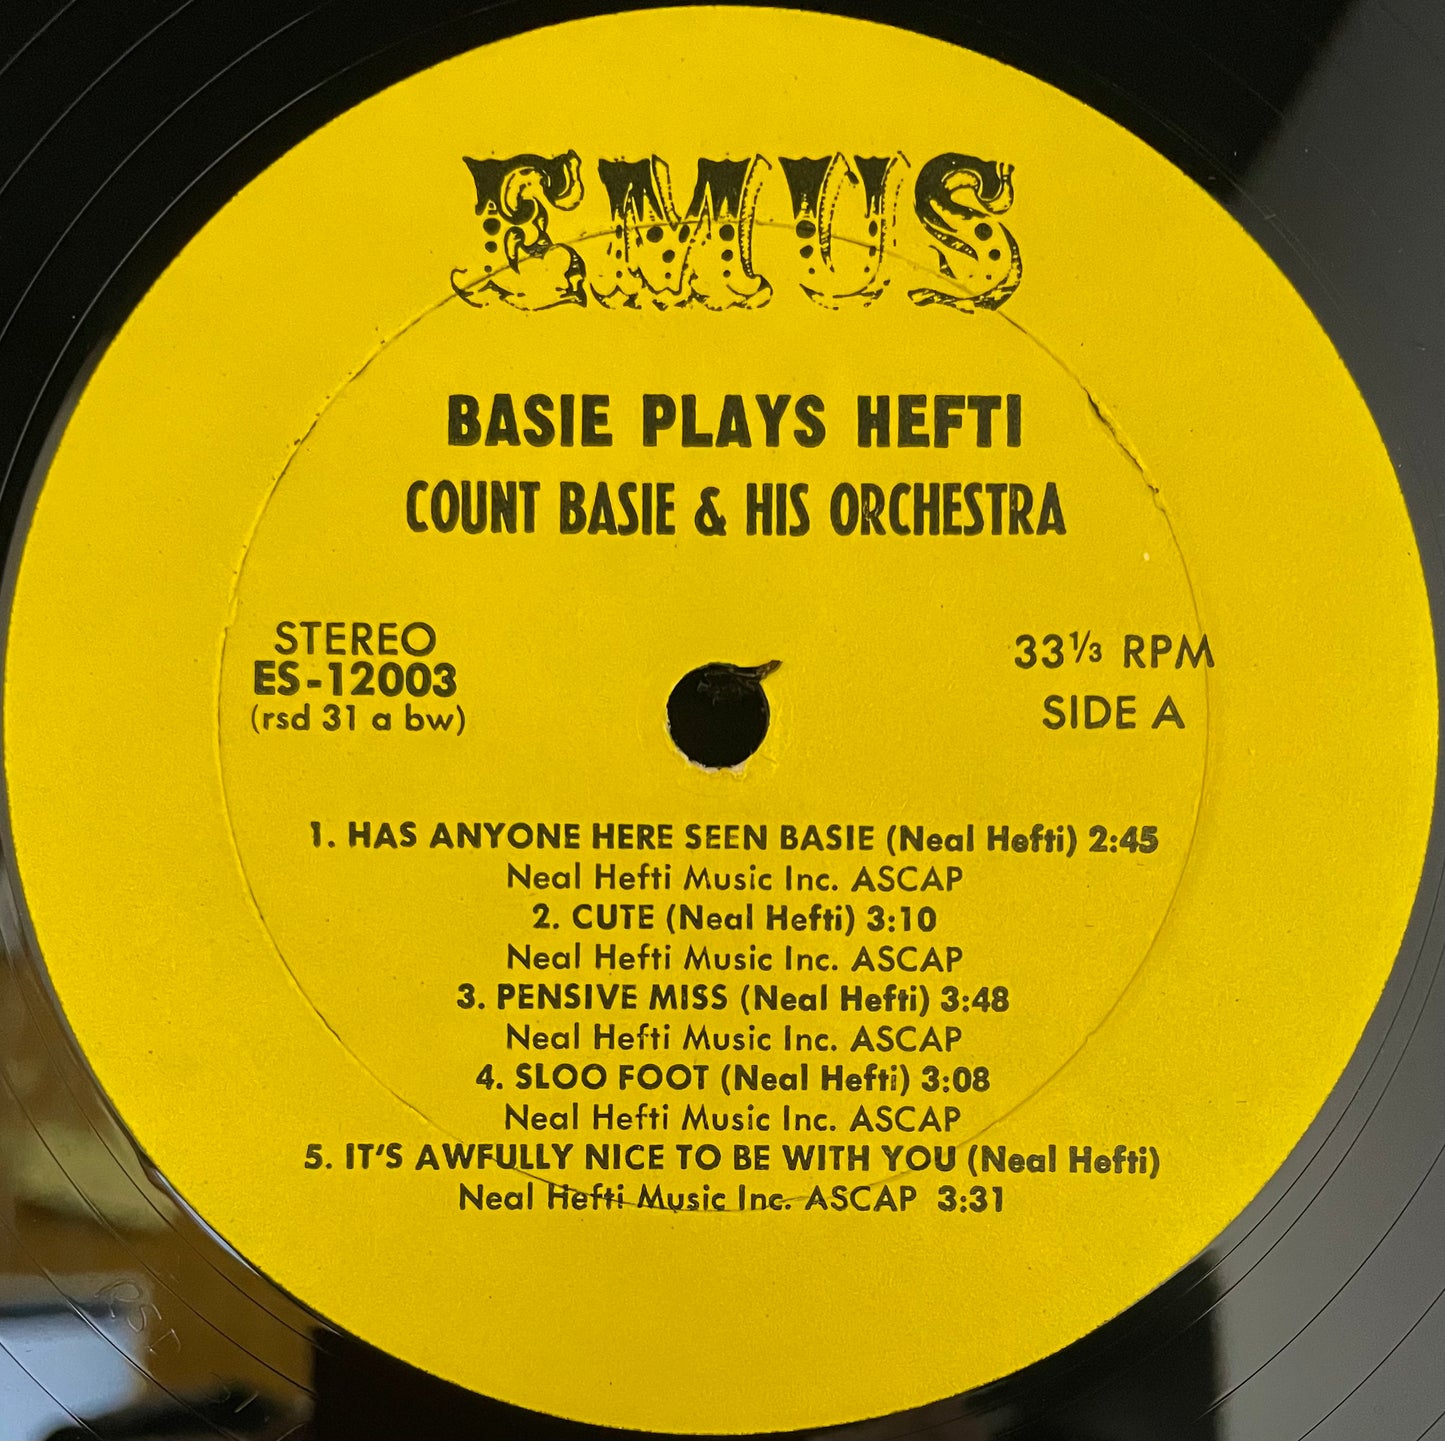 EMUS
BASIE PLAYS HEFTI
COUNT BASIE & HIS ORCHESTRA
STEREO
ES-12003
(rsd 31 a bw)
33⅓ RPM
SIDE A
1. HAS ANYONE HERE SEEN BASIE (Neal Hefti) 2:45
Neal Hefti Music Inc. ASCAP
2. CUTE (Neal Hefti) 3:10
Neal Hefti Music Inc. ASCAP
3. PENSIVE MISS (Neal Hefti) 3:48
Neal Hefti Music Inc. ASCAP
4. SLOO FOOT (Neal Hefti) 3:08
Neal Hefti Music Inc. ASCAP
5. IT'S AWFULLY NICE TO BE WITH YOU (Neal Hefti)
Neal Hefti Music Inc. ASCAP 3:31